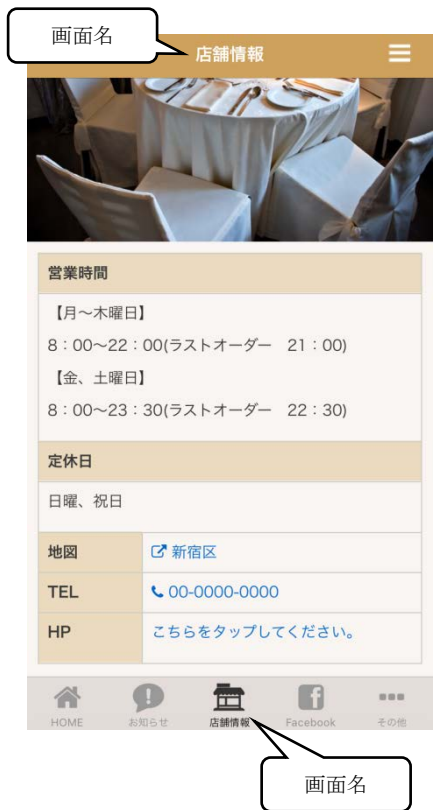 画面名
店舗情報
営業時間
【月〜木曜日】
8：00〜22：00(ラストオーダー　21：00)
【金、土曜日】
8：00〜23：30(ラストオーダー　22：30)
定休日
日曜、祝日
地図 新宿区
TEL 00-0000-0000
HP こちらをタップしてください。
HOME お知らせ 店舗情報 Facebook その他
画面名